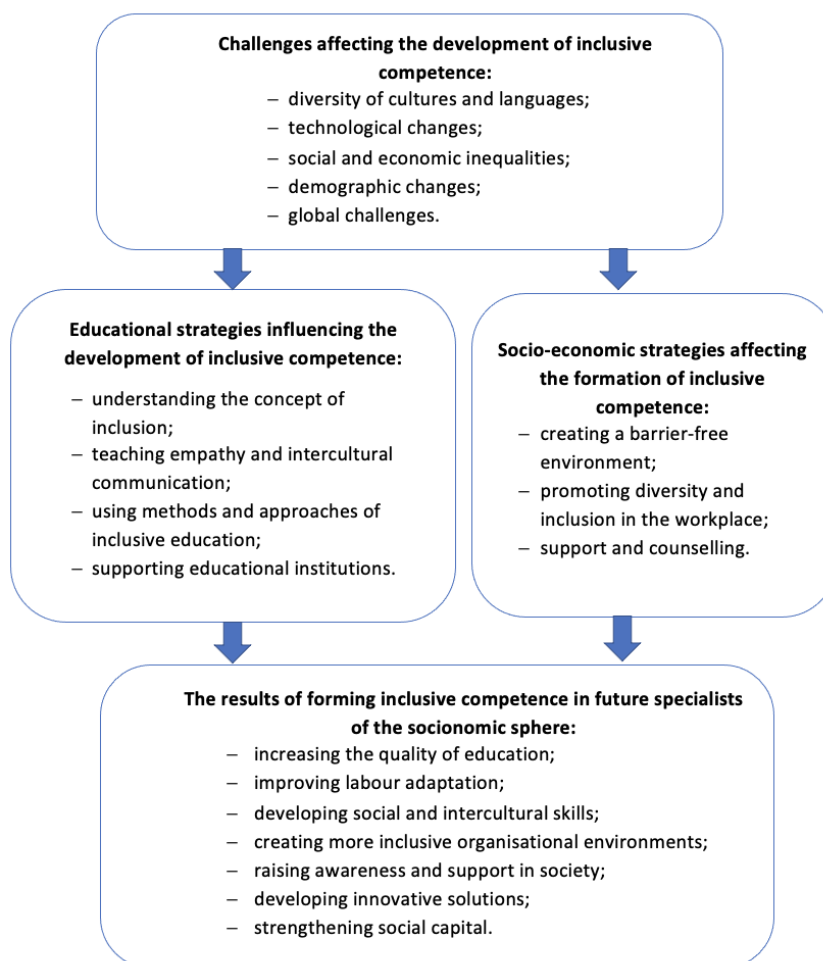 Challenges affecting the development of inclusive
competence:
– diversity of cultures and languages;
– technological changes;
– social and economic inequalities;
– demographic changes;
– global challenges.
Educational strategies influencing the
development of inclusive competence:
– understanding the concept of
inclusion;
– teaching empathy and intercultural
communication;
– using methods and approaches of
inclusive education;
– supporting educational institutions.
Socio-economic strategies affecting
the formation of inclusive
competence:
– creating a barrier-free
environment;
– promoting diversity and
inclusion in the workplace;
– support and counselling.
The results of forming inclusive competence in future specialists
of the socionomic sphere:
– increasing the quality of education;
– improving labour adaptation;
– developing social and intercultural skills;
– creating more inclusive organisational environments;
– raising awareness and support in society;
– developing innovative solutions;
– strengthening social capital.